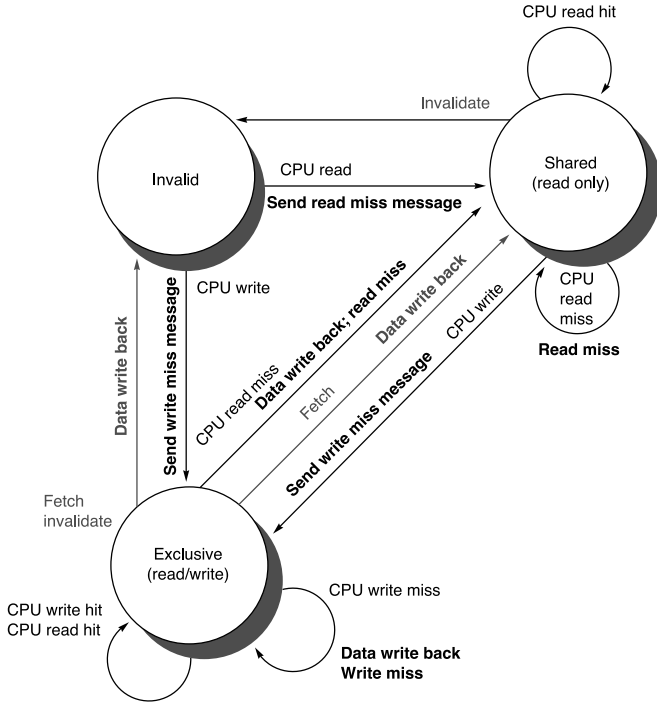 CPU read hit
Invalidate
Invalid
CPU read
Send read miss message
Shared
(read only)
CPU write
Send write miss message
Data write back
Fetch
invalidate
CPU read miss
Data write back; read miss
Fetch
Data write back
CPU write
Send write miss message
CPU
read
miss
Read miss
Exclusive
(read/write)
CPU write hit
CPU read hit
CPU write miss
Data write back
Write miss